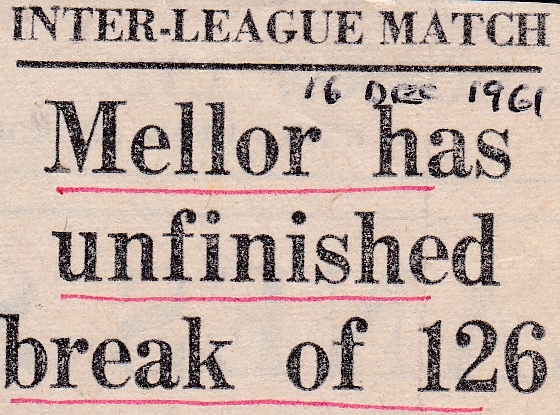 INTER-LEAGUE MATCH
16 DEC 1961
Mellor has
unfinished
break of 126